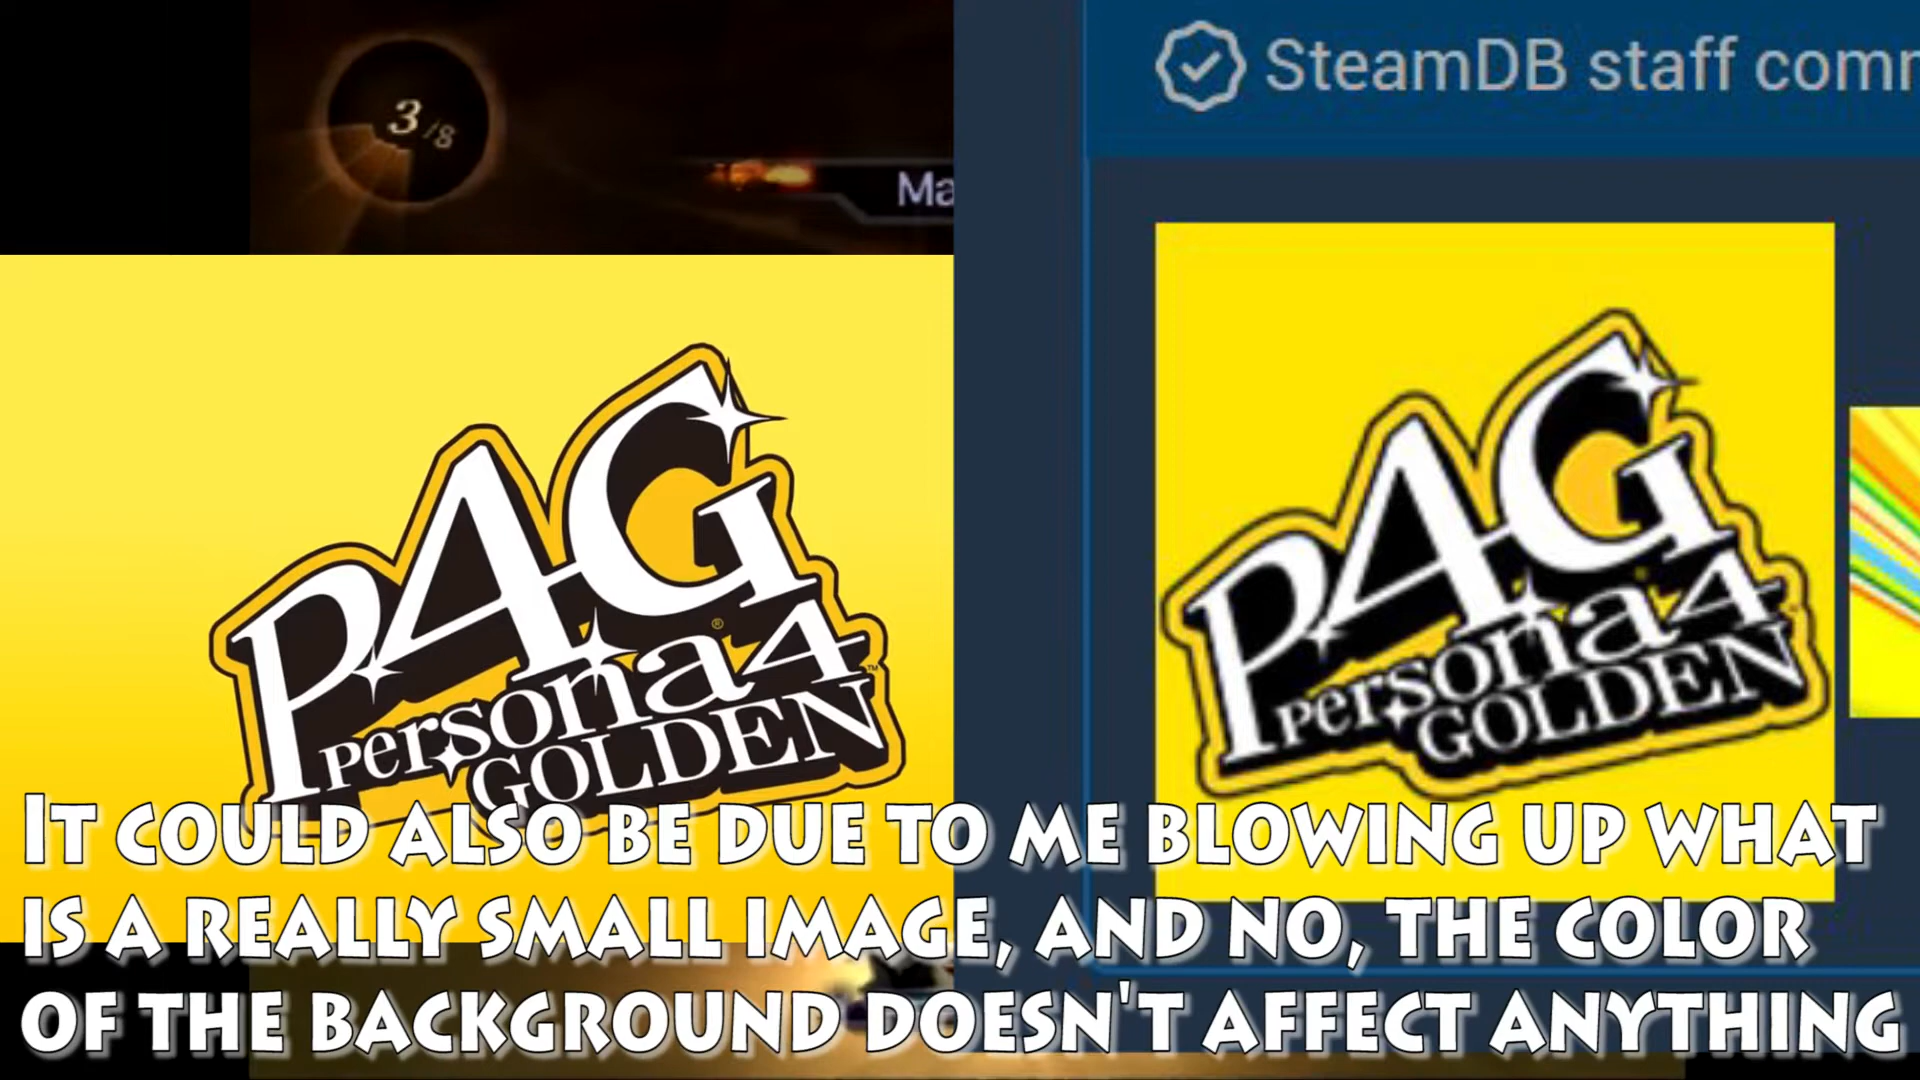 3/8
Ma
SteamDB staff comm
P4G
persona4
GOLDEN
P4G
persona4
GOLDEN
IT COULD ALSO BE DUE TO ME BLOWING UP WHAT
IS A REALLY SMALL IMAGE, AND NO, THE COLOR
OF THE BACKGROUND DOESN'T AFFECT ANYTHING